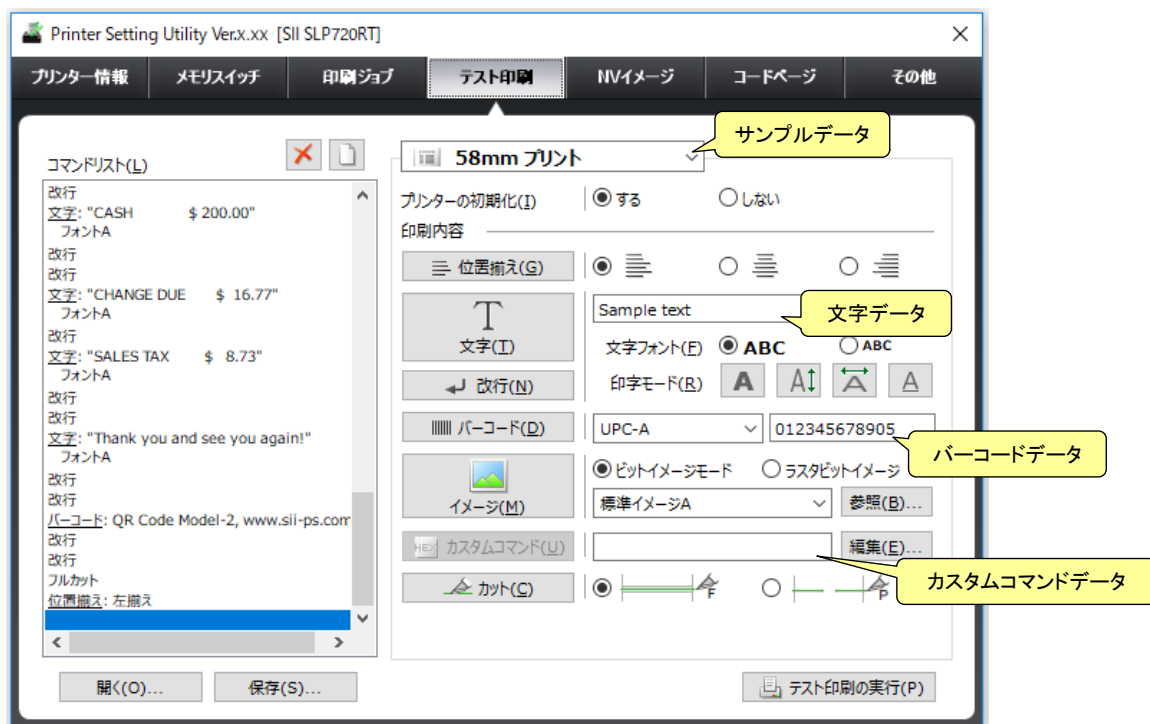 Printer Setting Utility Ver.x.xx [SII SLP720RT]
プリンター情報 メモリスイッチ 印刷ジョブ テスト印刷 NVイメージ コードページ その他
サンプルデータ
コマンドリスト(L)
58mm プリント
改行
文字: "CASH $ 200.00"
フォントA
改行
改行
文字: "CHANGE DUE $ 16.77"
フォントA
改行
文字: "SALES TAX $ 8.73"
フォントA
改行
改行
文字: "Thank you and see you again!"
フォントA
改行
改行
バーコード: QR Code Model-2, www.sii-ps.com
改行
改行
フルカット
位置揃え: 左揃え
開く(O)... 保存(S)...
プリンターの初期化(I) する しない
印刷内容
位置揃え(G)
T
文字(T)
Sample text
文字データ
文字フォント(F) ABC ABC
改行(N)
印字モード(R) A A A A
バーコード(D) UPC-A 012345678905
バーコードデータ
イメージ(M)
ビットイメージモード ラスタビットイメージ
標準イメージA 参照(B)...
HEX カスタムコマンド(U) 編集(E)...
カスタムコマンドデータ
カット(C) F P
テスト印刷の実行(P)